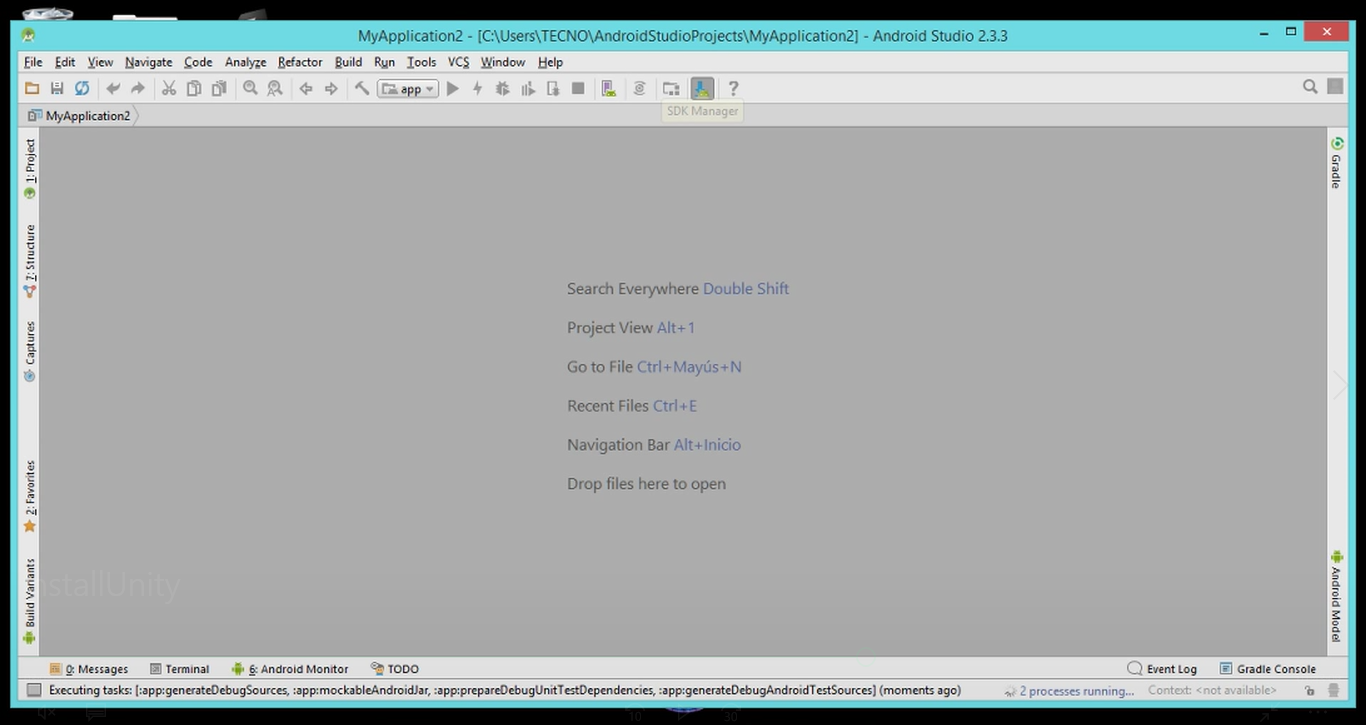 MyApplication2 - [C:\Users\TECNO\AndroidStudioProjects\MyApplication2] - Android Studio 2.3.3
File Edit View Navigate Code Analyze Refactor Build Run Tools VCS Window Help
app
SDK Manager
MyApplication2
1: Project
7: Structure
Captures
2: Favorites
Build Variants
Gradle
Android Model
Search Everywhere Double Shift
Project View Alt+1
Go to File Ctrl+Mayús+N
Recent Files Ctrl+E
Navigation Bar Alt+Inicio
Drop files here to open
nstallUnity
0: Messages Terminal 6: Android Monitor TODO Event Log Gradle Console
Executing tasks: [:app:generateDebugSources, :app:mockableAndroidJar, :app:prepareDebugUnitTestDependencies, :app:generateDebugAndroidTestSources] (moments ago) 2 processes running... Context: <not available>
10 30